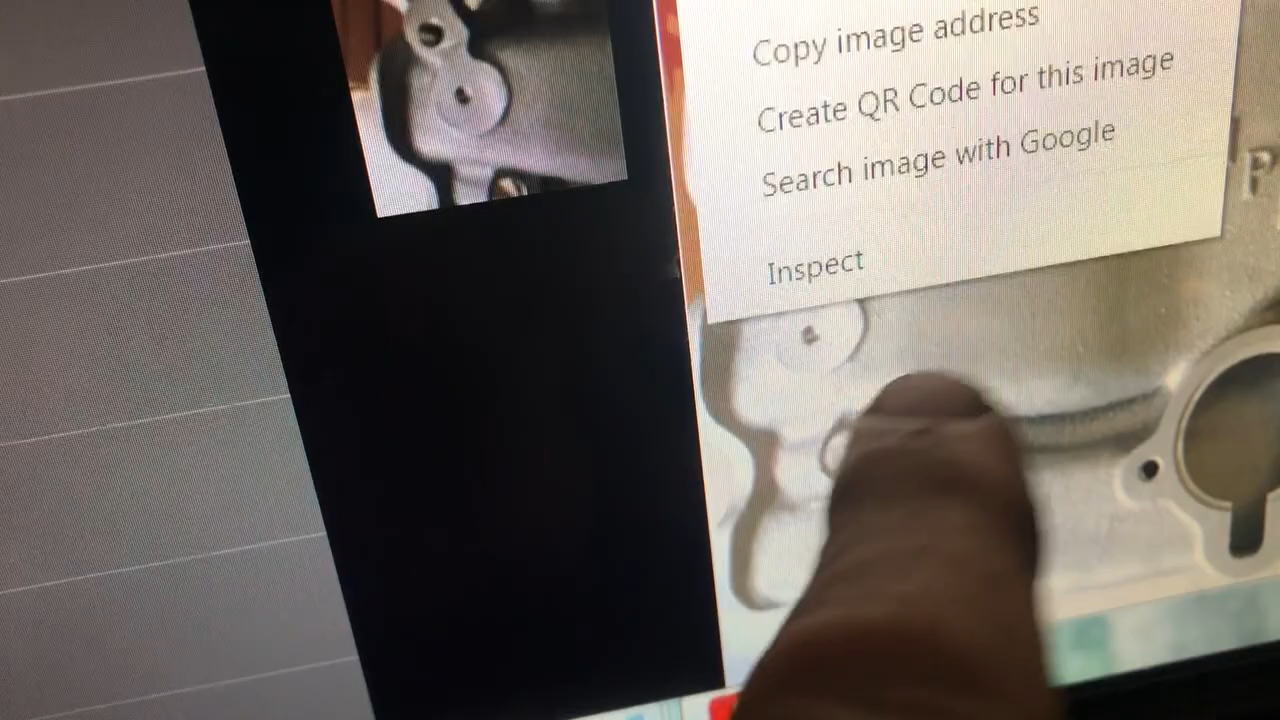 Copy image address
Create QR Code for this image
Search image with Google
Inspect
P